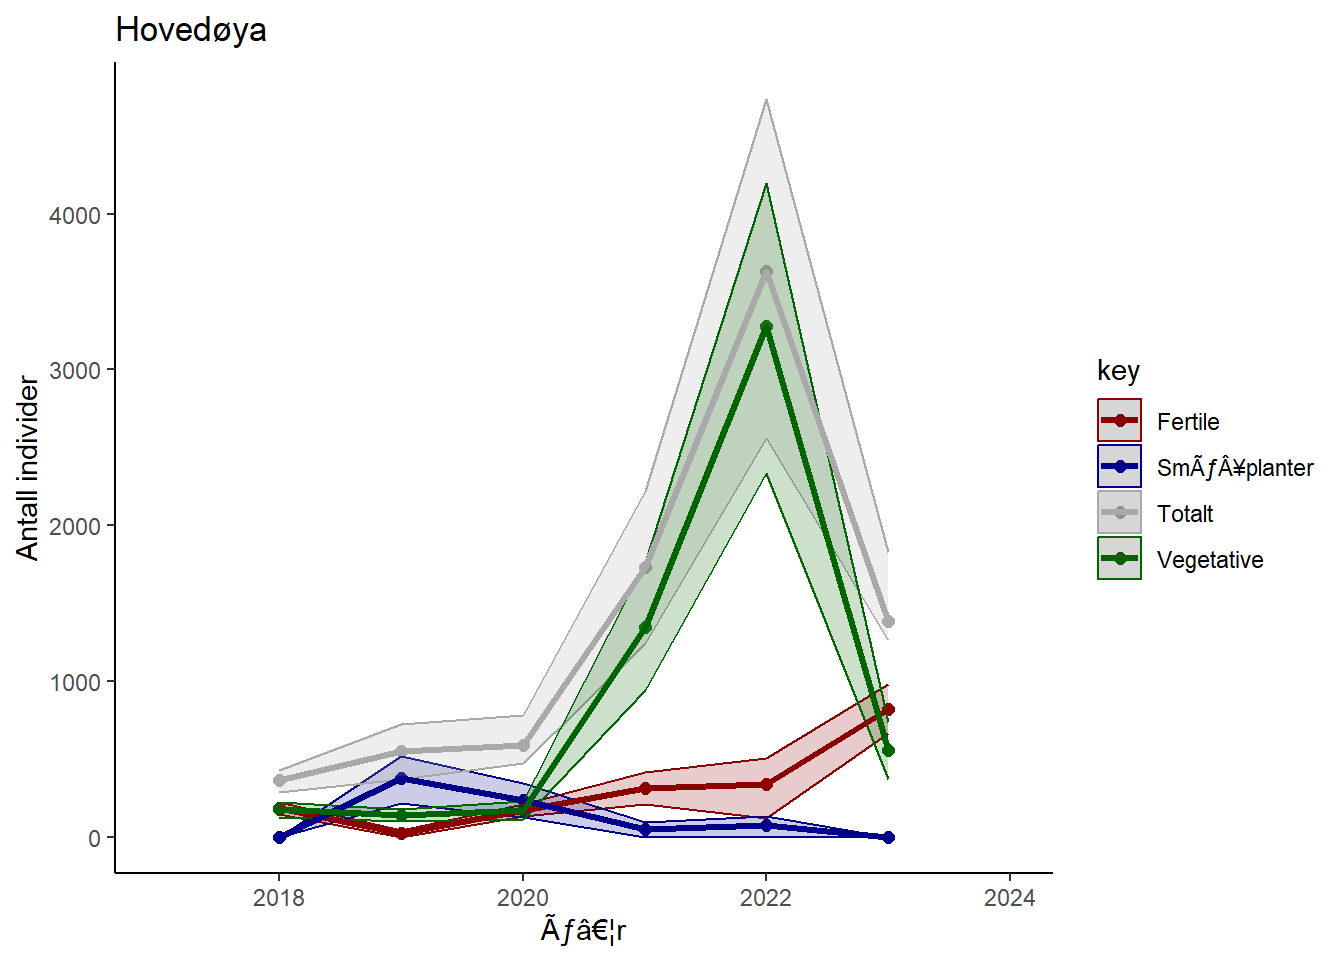 Hovedøya
Antall individer
4000
3000
2000
1000
0
2018
2020
2022
2024
Ãƒâ€¦r
key
Fertile
SmÃƒÂ¥planter
Totalt
Vegetative